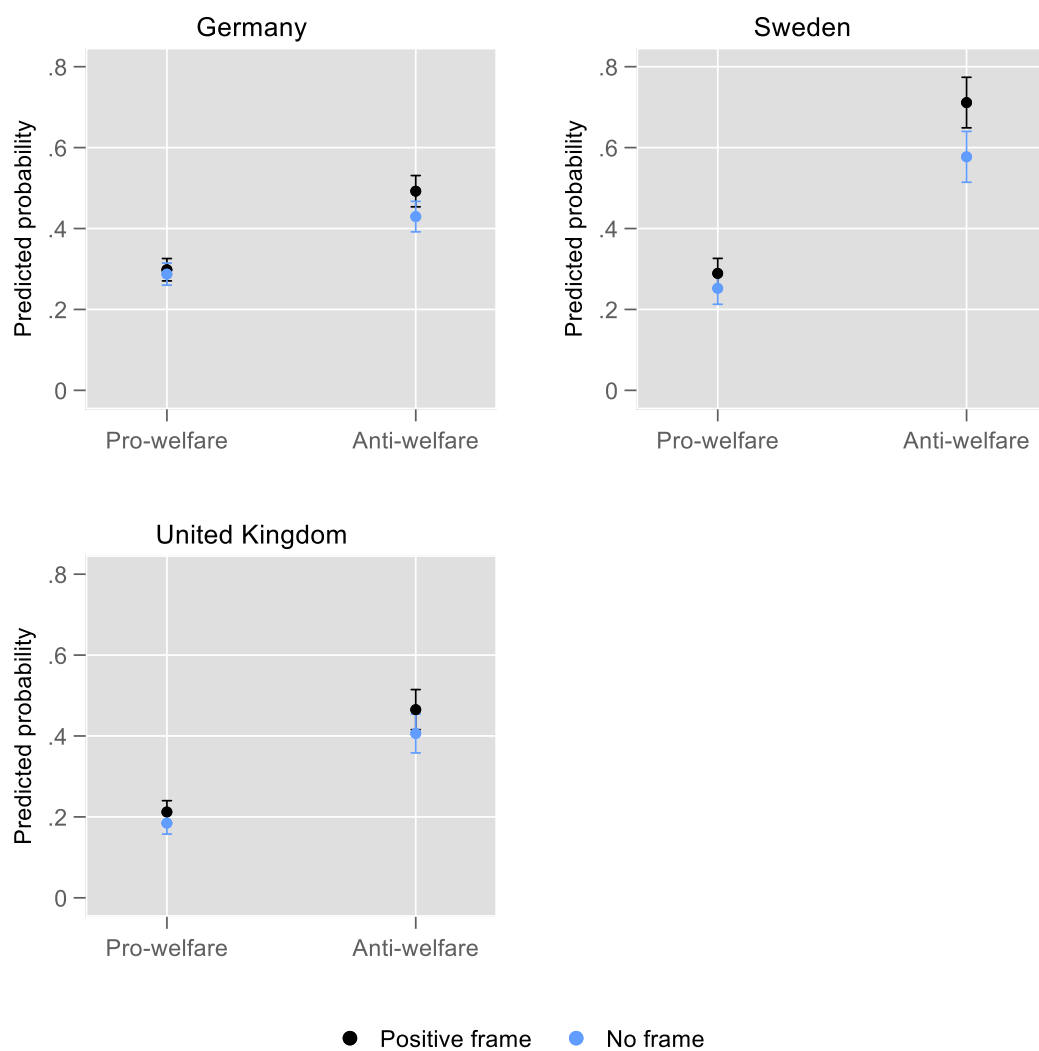 Germany
Predicted probability
.8
.6
.4
.2
0
Pro-welfare Anti-welfare
Sweden
Predicted probability
.8
.6
.4
.2
0
Pro-welfare Anti-welfare
United Kingdom
Predicted probability
.8
.6
.4
.2
0
Pro-welfare Anti-welfare
Positive frame No frame